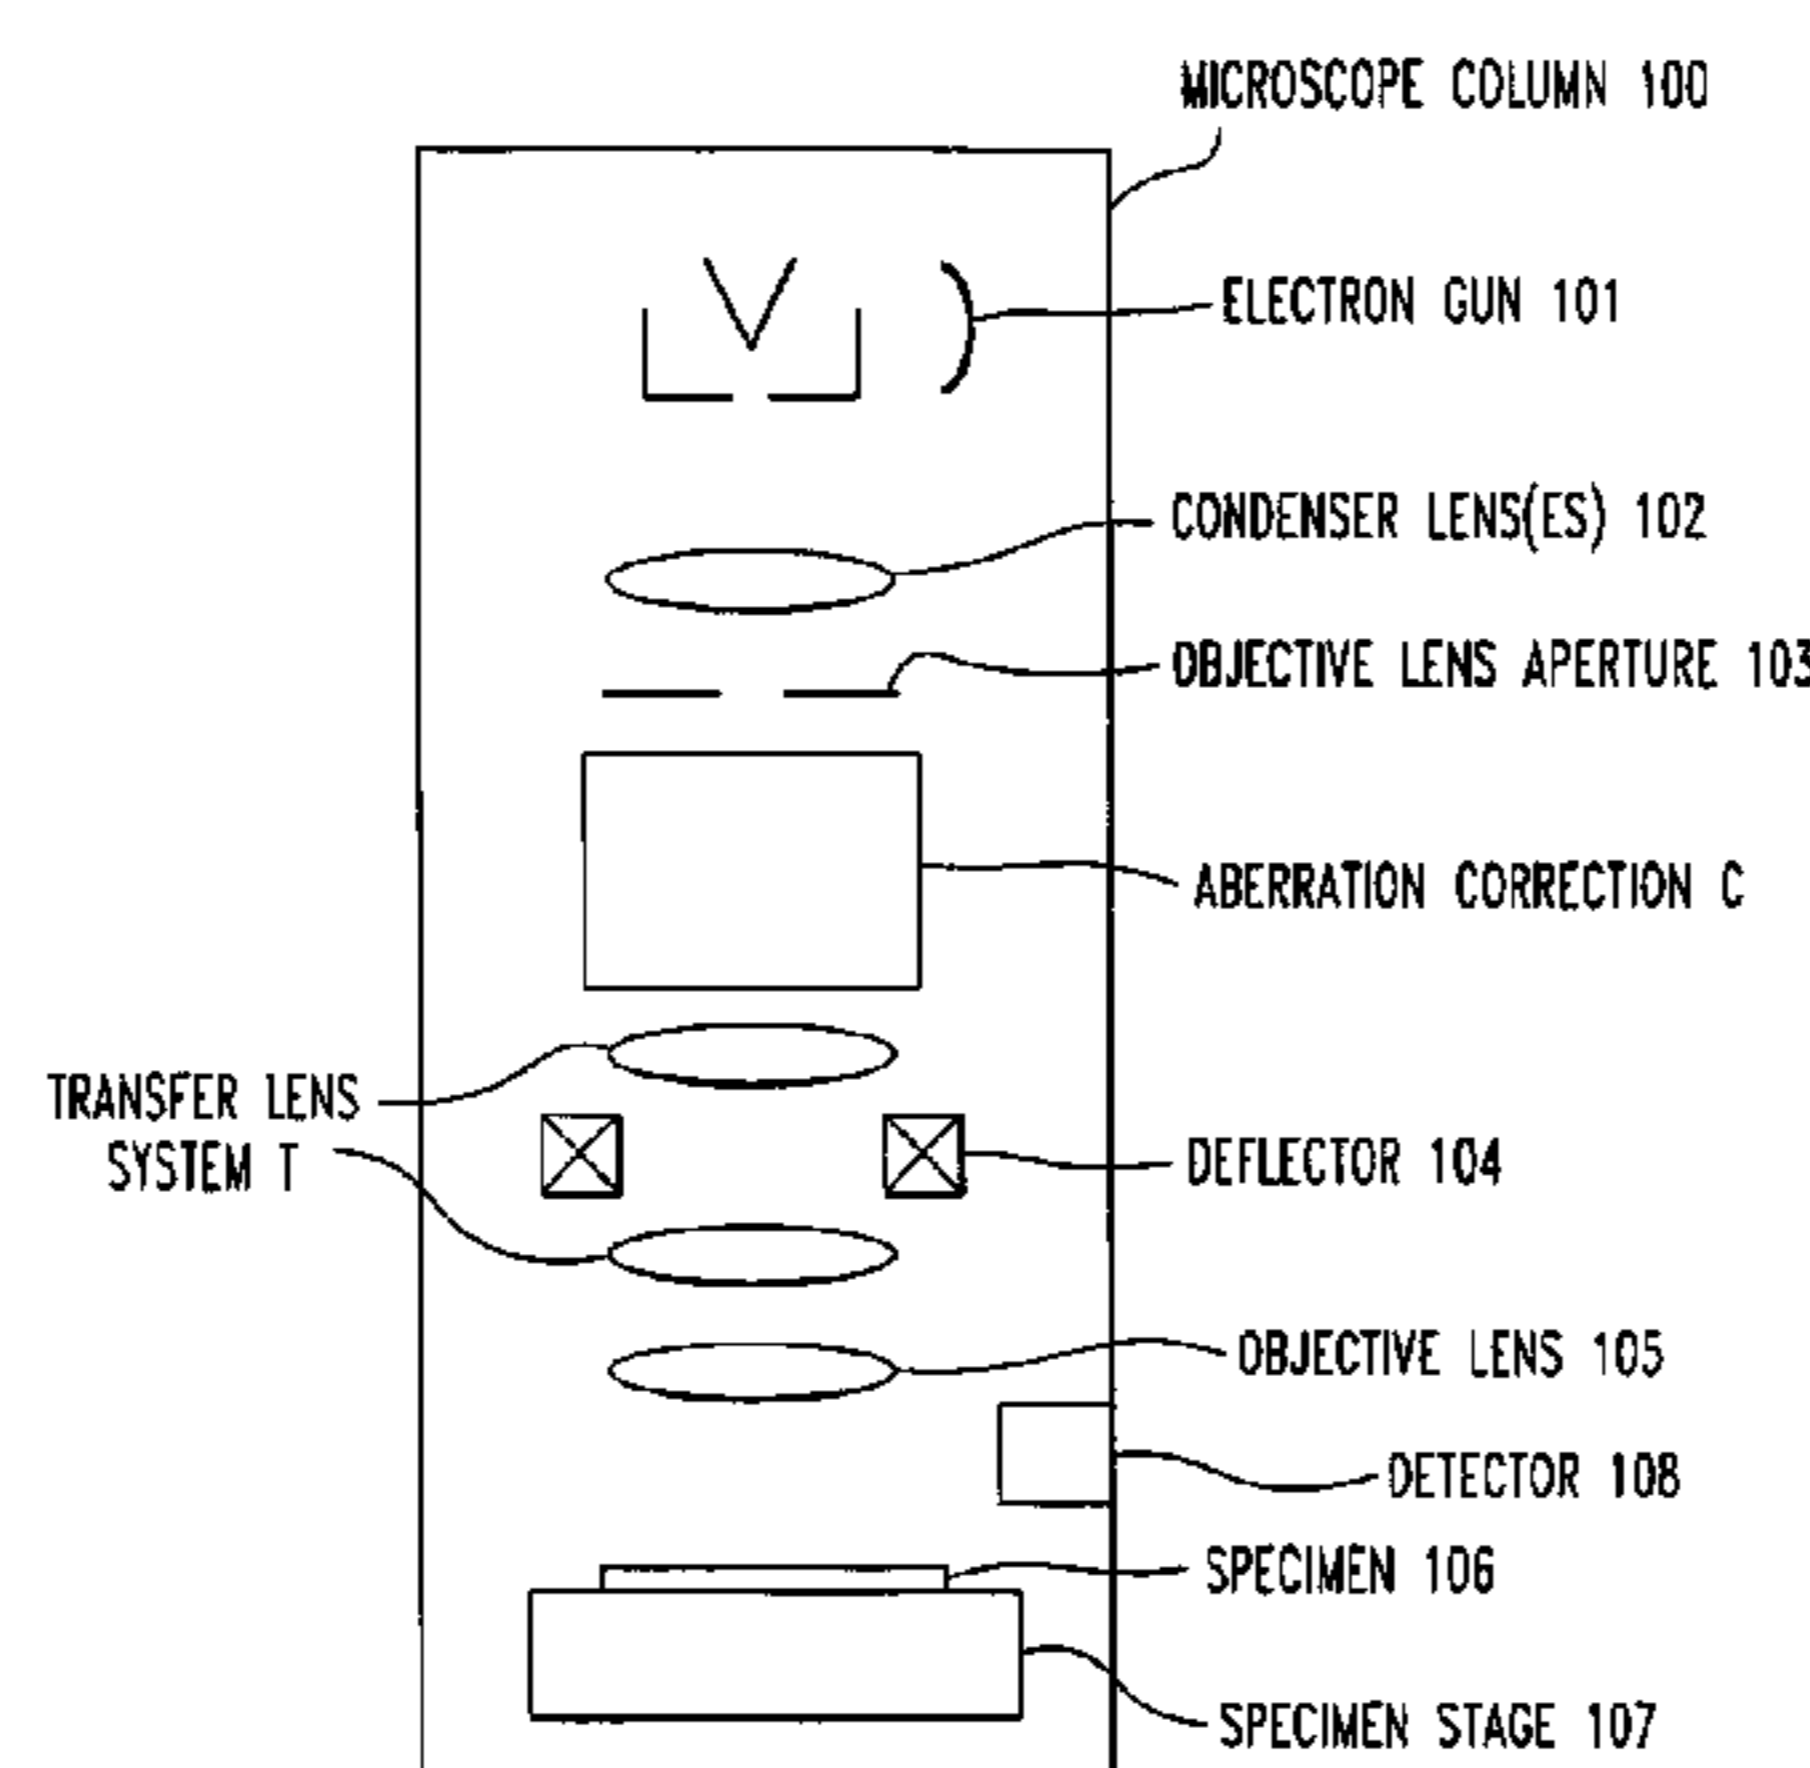 MICROSCOPE COLUMN 100
ELECTRON GUN 101
CONDENSER LENS(ES) 102
OBJECTIVE LENS APERTURE 103
ABERRATION CORRECTION C
TRANSFER LENS
SYSTEM T
DEFLECTOR 104
OBJECTIVE LENS 105
DETECTOR 108
SPECIMEN 106
SPECIMEN STAGE 107